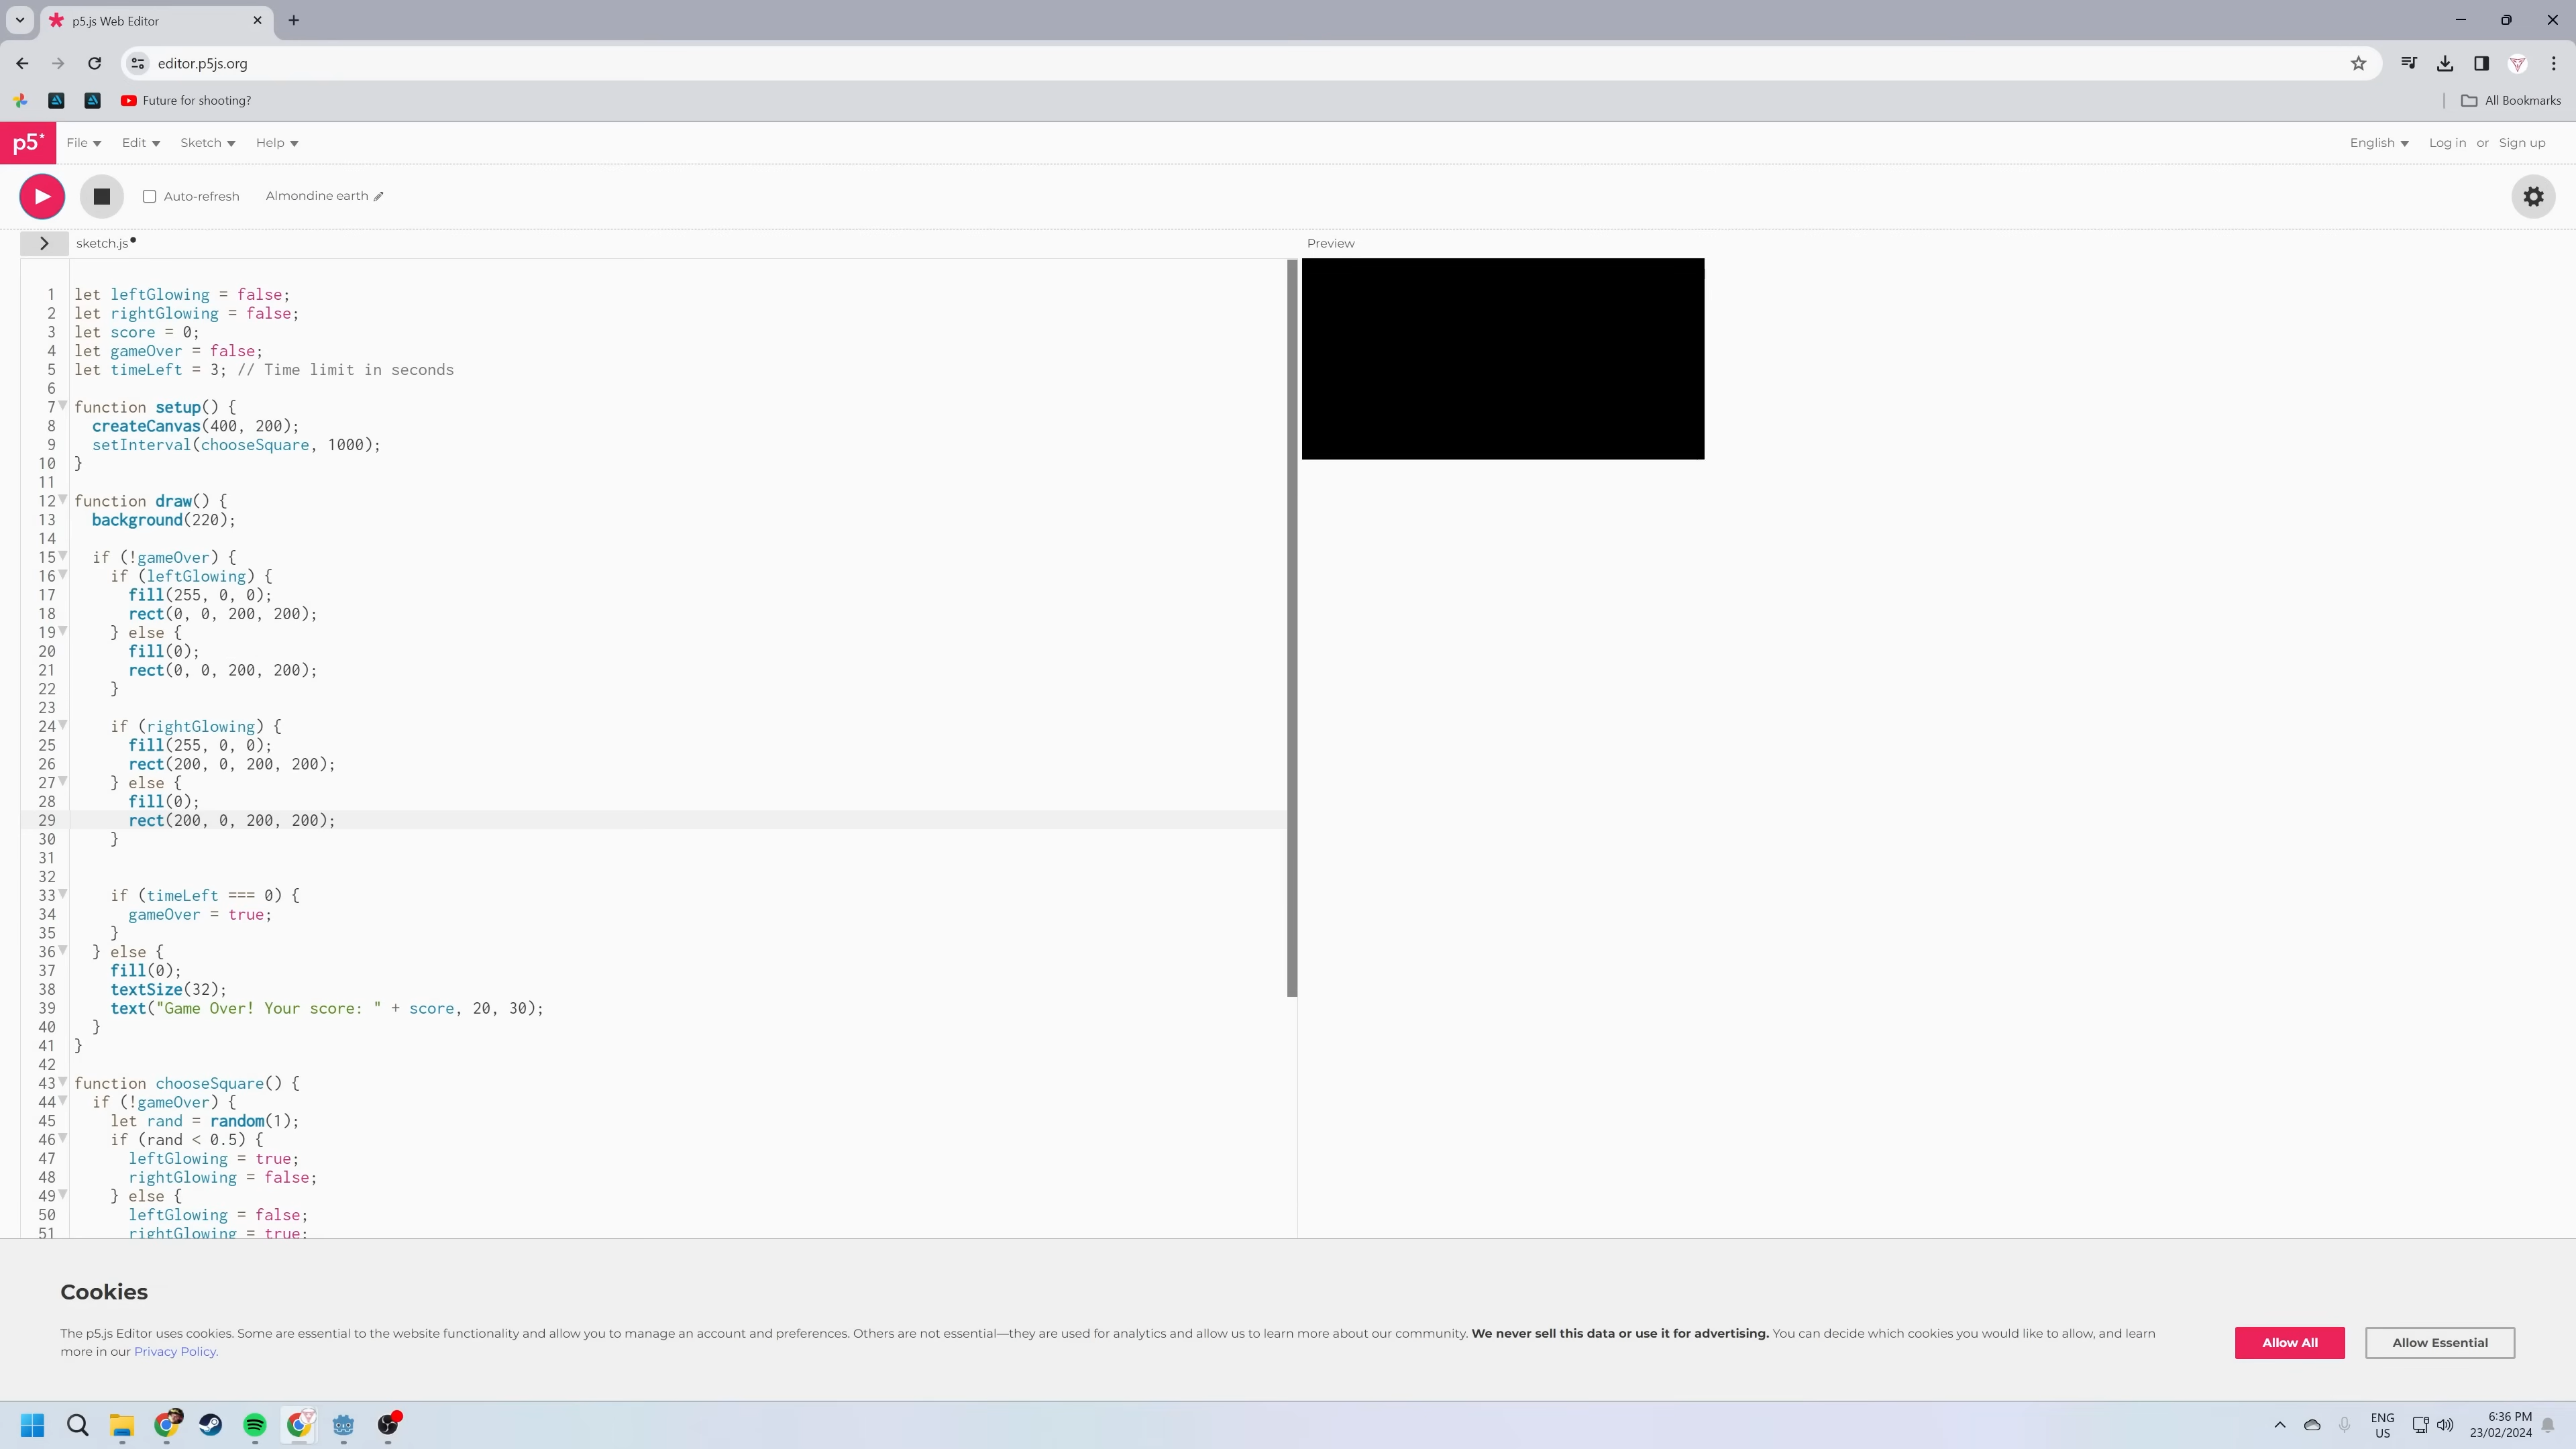 p5.js Web Editor
editor.p5js.org
Future for shooting?
All Bookmarks
p5*
File
Edit
Sketch
Help
English
Log in or Sign up
Auto-refresh
Almondine earth
sketch.js
Preview
1 let leftGlowing = false;
2 let rightGlowing = false;
3 let score = 0;
4 let gameOver = false;
5 let timeLeft = 3; // Time limit in seconds
6
7 function setup() {
8 createCanvas(400, 200);
9 setInterval(chooseSquare, 1000);
10 }
11
12 function draw() {
13 background(220);
14
15 if (!gameOver) {
16 if (leftGlowing) {
17 fill(255, 0, 0);
18 rect(0, 0, 200, 200);
19 } else {
20 fill(0);
21 rect(0, 0, 200, 200);
22 }
23
24 if (rightGlowing) {
25 fill(255, 0, 0);
26 rect(200, 0, 200, 200);
27 } else {
28 fill(0);
29 rect(200, 0, 200, 200);
30 }
31
32
33 if (timeLeft === 0) {
34 gameOver = true;
35 }
36 } else {
37 fill(0);
38 textSize(32);
39 text("Game Over! Your score: " + score, 20, 30);
40 }
41 }
42
43 function chooseSquare() {
44 if (!gameOver) {
45 let rand = random(1);
46 if (rand < 0.5) {
47 leftGlowing = true;
48 rightGlowing = false;
49 } else {
50 leftGlowing = false;
51 rightGlowing = true;
Cookies
The p5.js Editor uses cookies. Some are essential to the website functionality and allow you to manage an account and preferences. Others are not essential—they are used for analytics and allow us to learn more about our community. We never sell this data or use it for advertising. You can decide which cookies you would like to allow, and learn
more in our Privacy Policy.
Allow All
Allow Essential
ENG
US
6:36 PM
23/02/2024